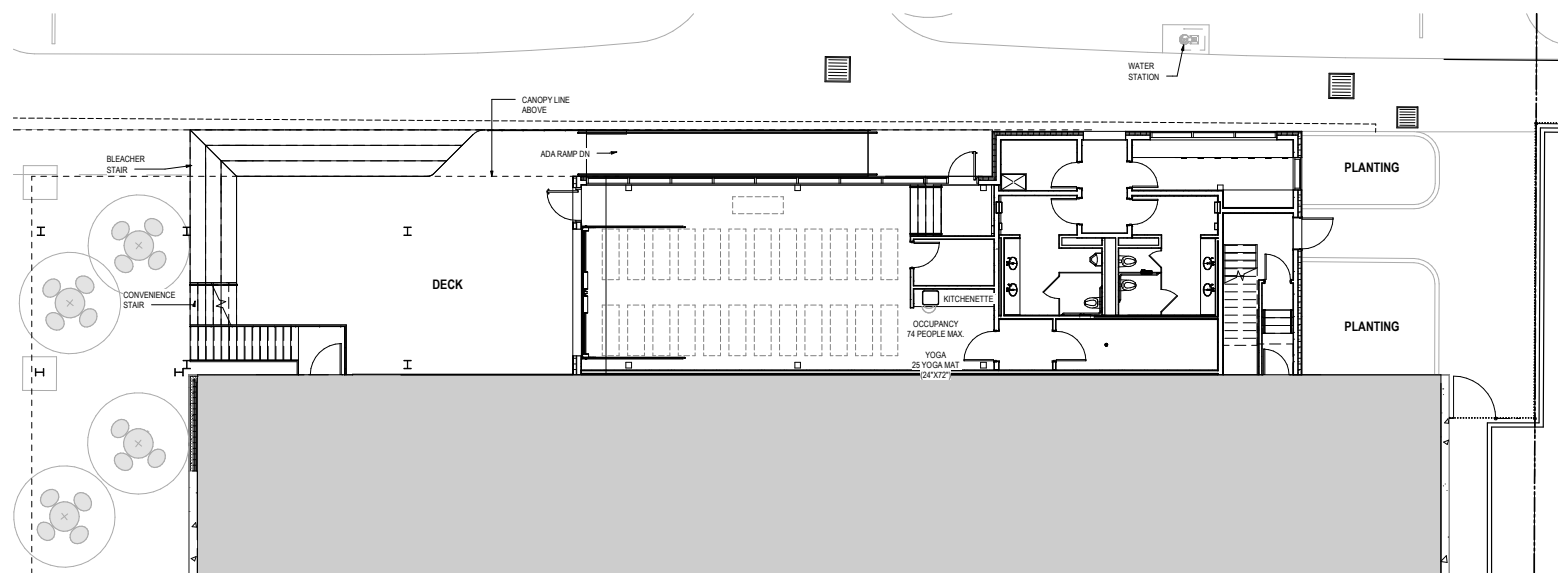 WATER
STATION
CANOPY LINE
ABOVE
BLEACHER
STAIR
ADA RAMP DN
PLANTING
DECK
CONVENIENCE
STAIR
KITCHENETTE
OCCUPANCY
74 PEOPLE MAX.
YOGA
25 YOGA MAT
(24"X72")
PLANTING